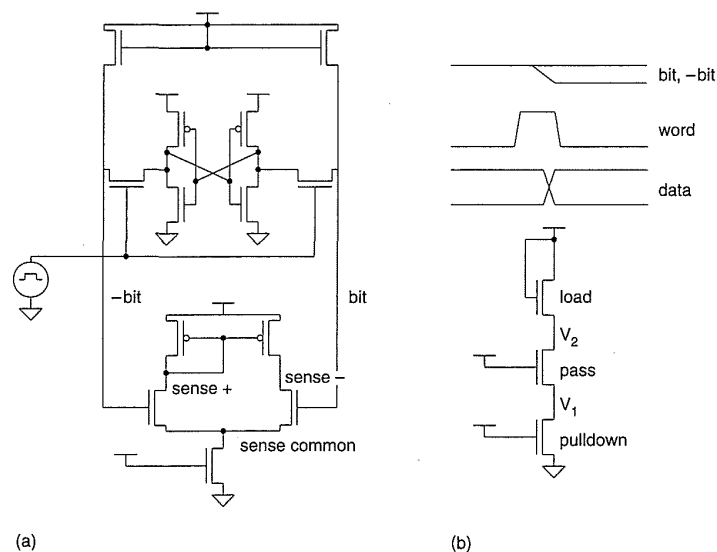 bit, –bit
word
data
–bit
bit
sense +
sense –
sense common
load
V2
pass
V1
pulldown
(a)
(b)